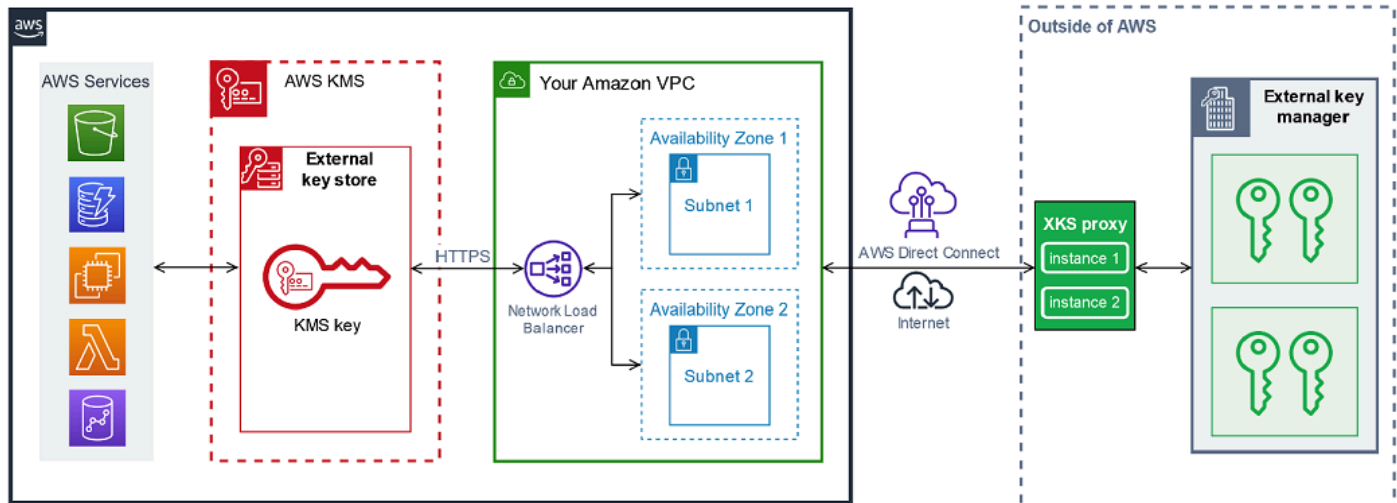 aws
AWS Services
AWS KMS
External
key store
KMS key
HTTPS
Your Amazon VPC
Network Load
Balancer
Availability Zone 1
Subnet 1
Availability Zone 2
Subnet 2
AWS Direct Connect
Internet
Outside of AWS
XKS proxy
instance 1
instance 2
External key
manager